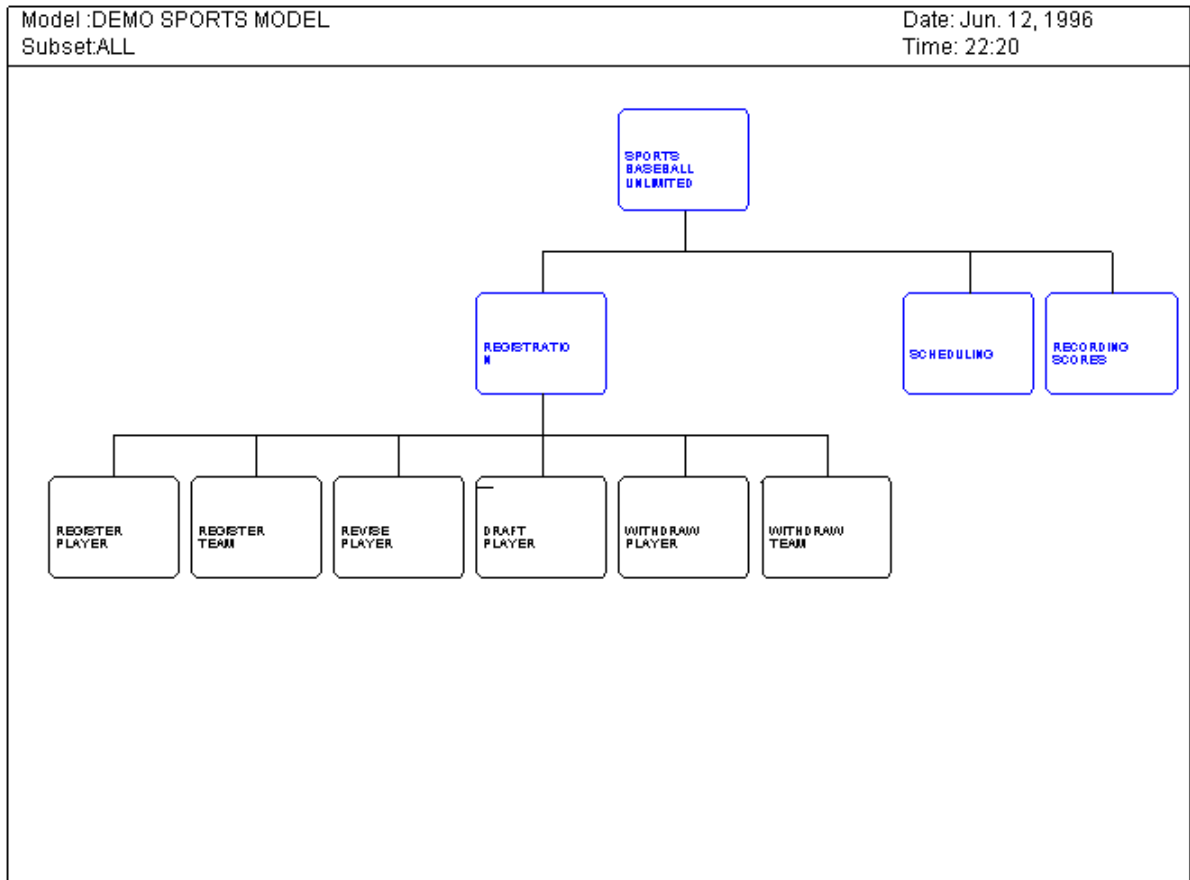 Model :DEMO SPORTS MODEL
Date: Jun. 12, 1996
Subset:ALL
Time: 22:20
SPORTS
BASEBALL
UNLIMITED
REGISTRATIO
N
SCHEDULING
RECORDING
SCORES
REGISTER
PLAYER
REGISTER
TEAM
REVISE
PLAYER
DRAFT
PLAYER
WITHDRAW
PLAYER
WITHDRAW
TEAM